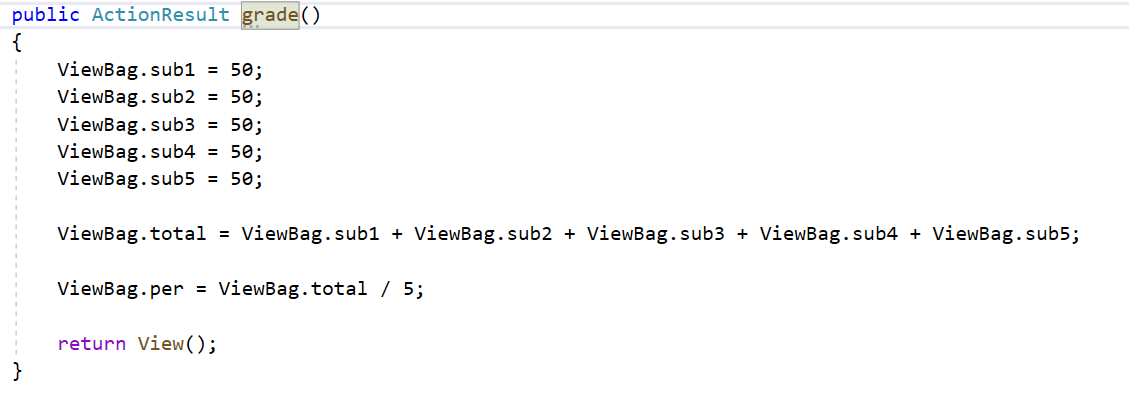 public ActionResult grade()
{
ViewBag.sub1 = 50;
ViewBag.sub2 = 50;
ViewBag.sub3 = 50;
ViewBag.sub4 = 50;
ViewBag.sub5 = 50;
ViewBag.total = ViewBag.sub1 + ViewBag.sub2 + ViewBag.sub3 + ViewBag.sub4 + ViewBag.sub5;
ViewBag.per = ViewBag.total / 5;
return View();
}